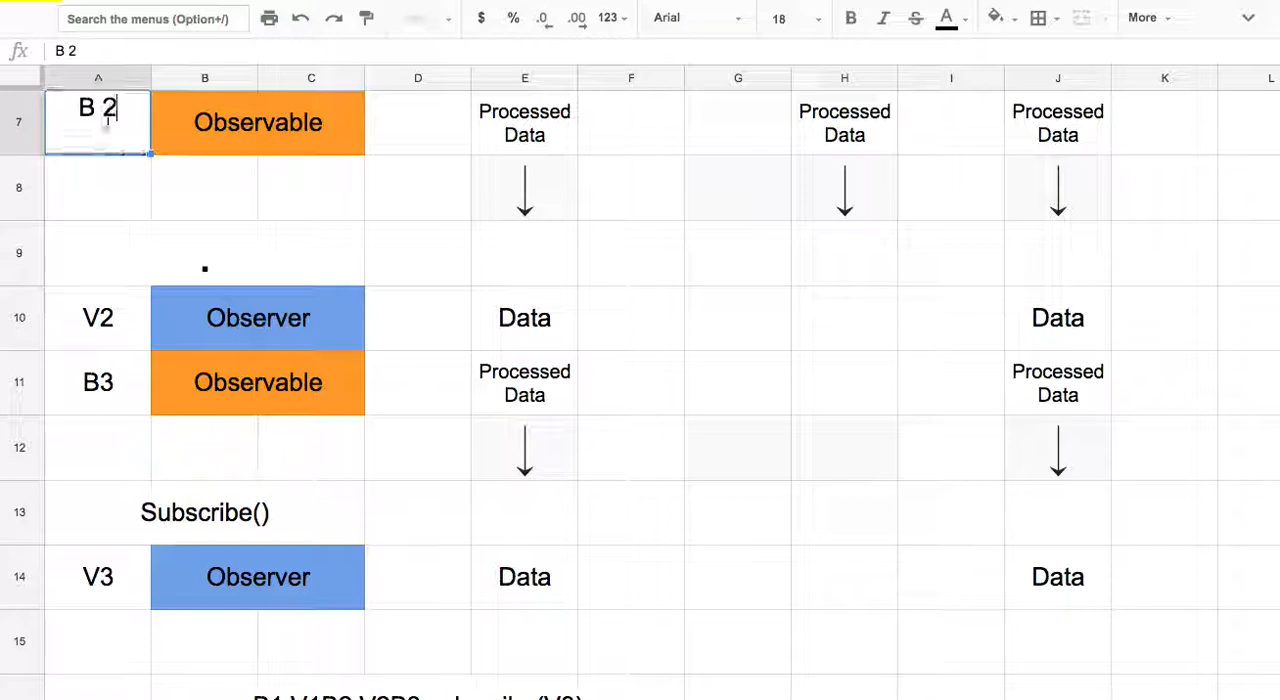 Search the menus (Option+/)
$ % .0 .00 123 Arial 18 B I S A More
fx B 2
A B C D E F G H I J K L
7 B 2 Observable Processed Data Processed Data Processed Data
8
9 .
10 V2 Observer Data Data
11 B3 Observable Processed Data Processed Data
12
13 Subscribe()
14 V3 Observer Data Data
15